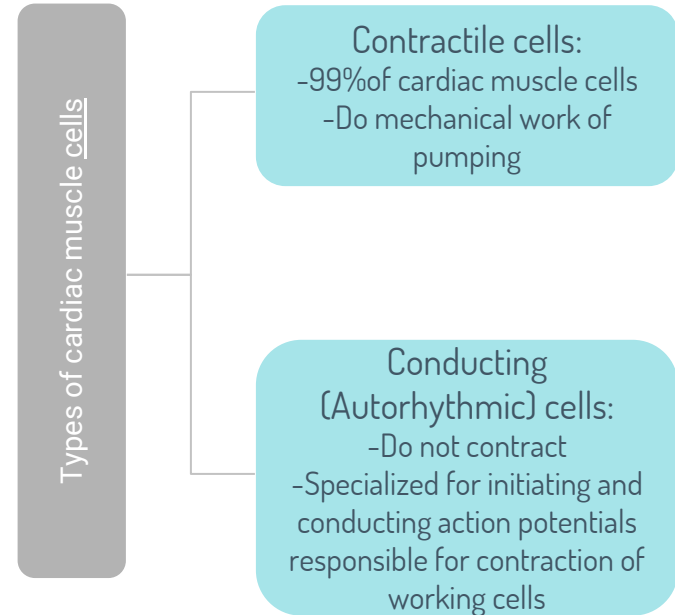 Types of cardiac muscle cells
Contractile cells:
-99%of cardiac muscle cells
-Do mechanical work of
pumping
Conducting
(Autorhythmic) cells:
-Do not contract
-Specialized for initiating and
conducting action potentials
responsible for contraction of
working cells